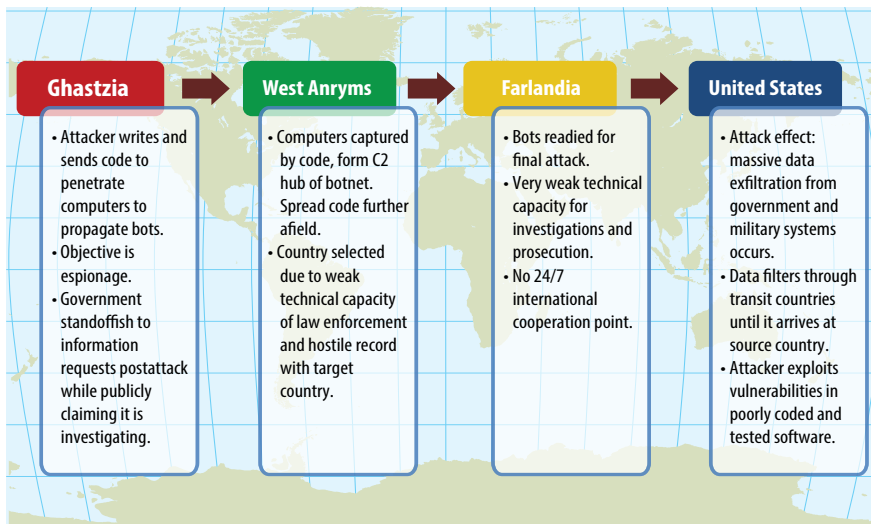 Ghastzia
• Attacker writes and
sends code to
penetrate
computers to
propagate bots.
• Objective is
espionage.
• Government
standoffish to
information
requests postattack
while publicly
claiming it is
investigating.
West Anryms
• Computers captured
by code, form C2
hub of botnet.
Spread code further
afield.
• Country selected
due to weak
technical capacity
of law enforcement
and hostile record
with target
country.
Farlandia
• Bots readied for
final attack.
• Very weak technical
capacity for
investigations and
prosecution.
• No 24/7
international
cooperation point.
United States
• Attack effect:
massive data
exfiltration from
government and
military systems
occurs.
• Data filters through
transit countries
until it arrives at
source country.
• Attacker exploits
vulnerabilities in
poorly coded and
tested software.